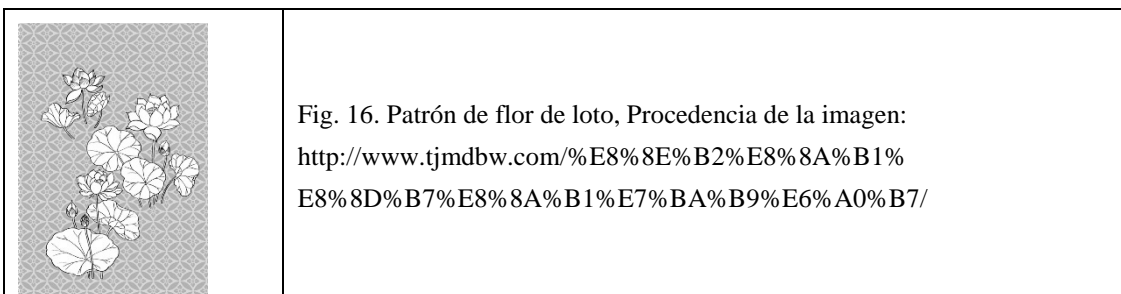 Fig. 16. Patrón de flor de loto, Procedencia de la imagen:
http://www.tjmdbw.com/%E8%8E%B2%E8%8A%B1%
E8%8D%B7%E8%8A%B1%E7%BA%B9%E6%A0%B7/